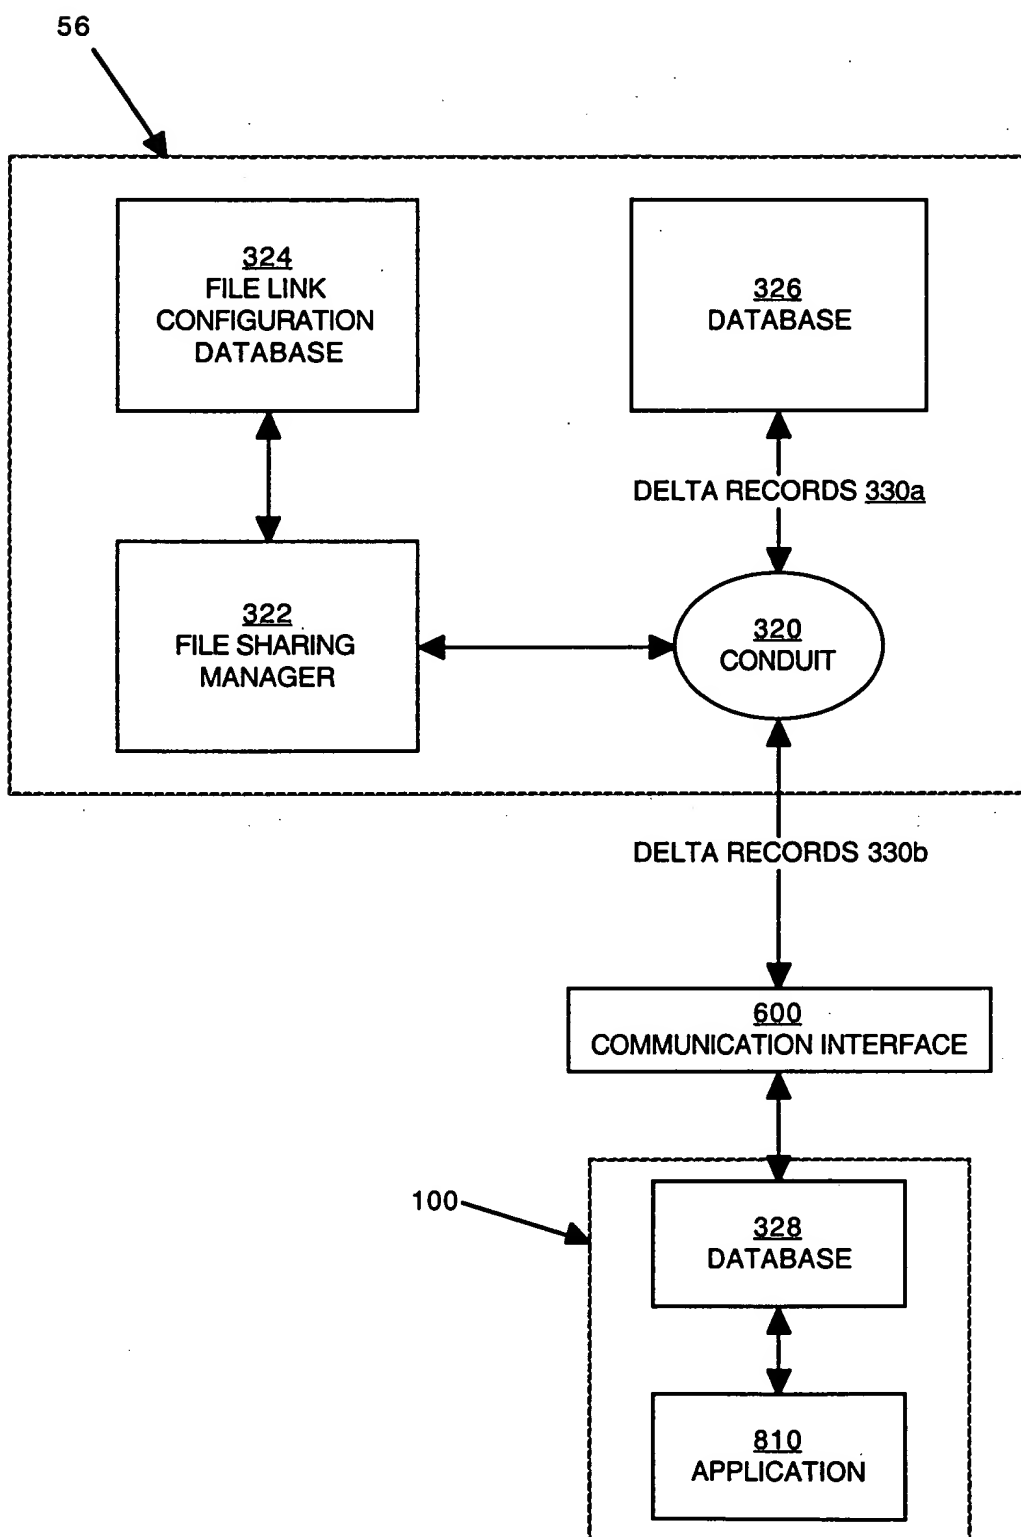 56
324
FILE LINK
CONFIGURATION
DATABASE
326
DATABASE
DELTA RECORDS 330a
322
FILE SHARING
MANAGER
320
CONDUIT
DELTA RECORDS 330b
600
COMMUNICATION INTERFACE
100
328
DATABASE
810
APPLICATION